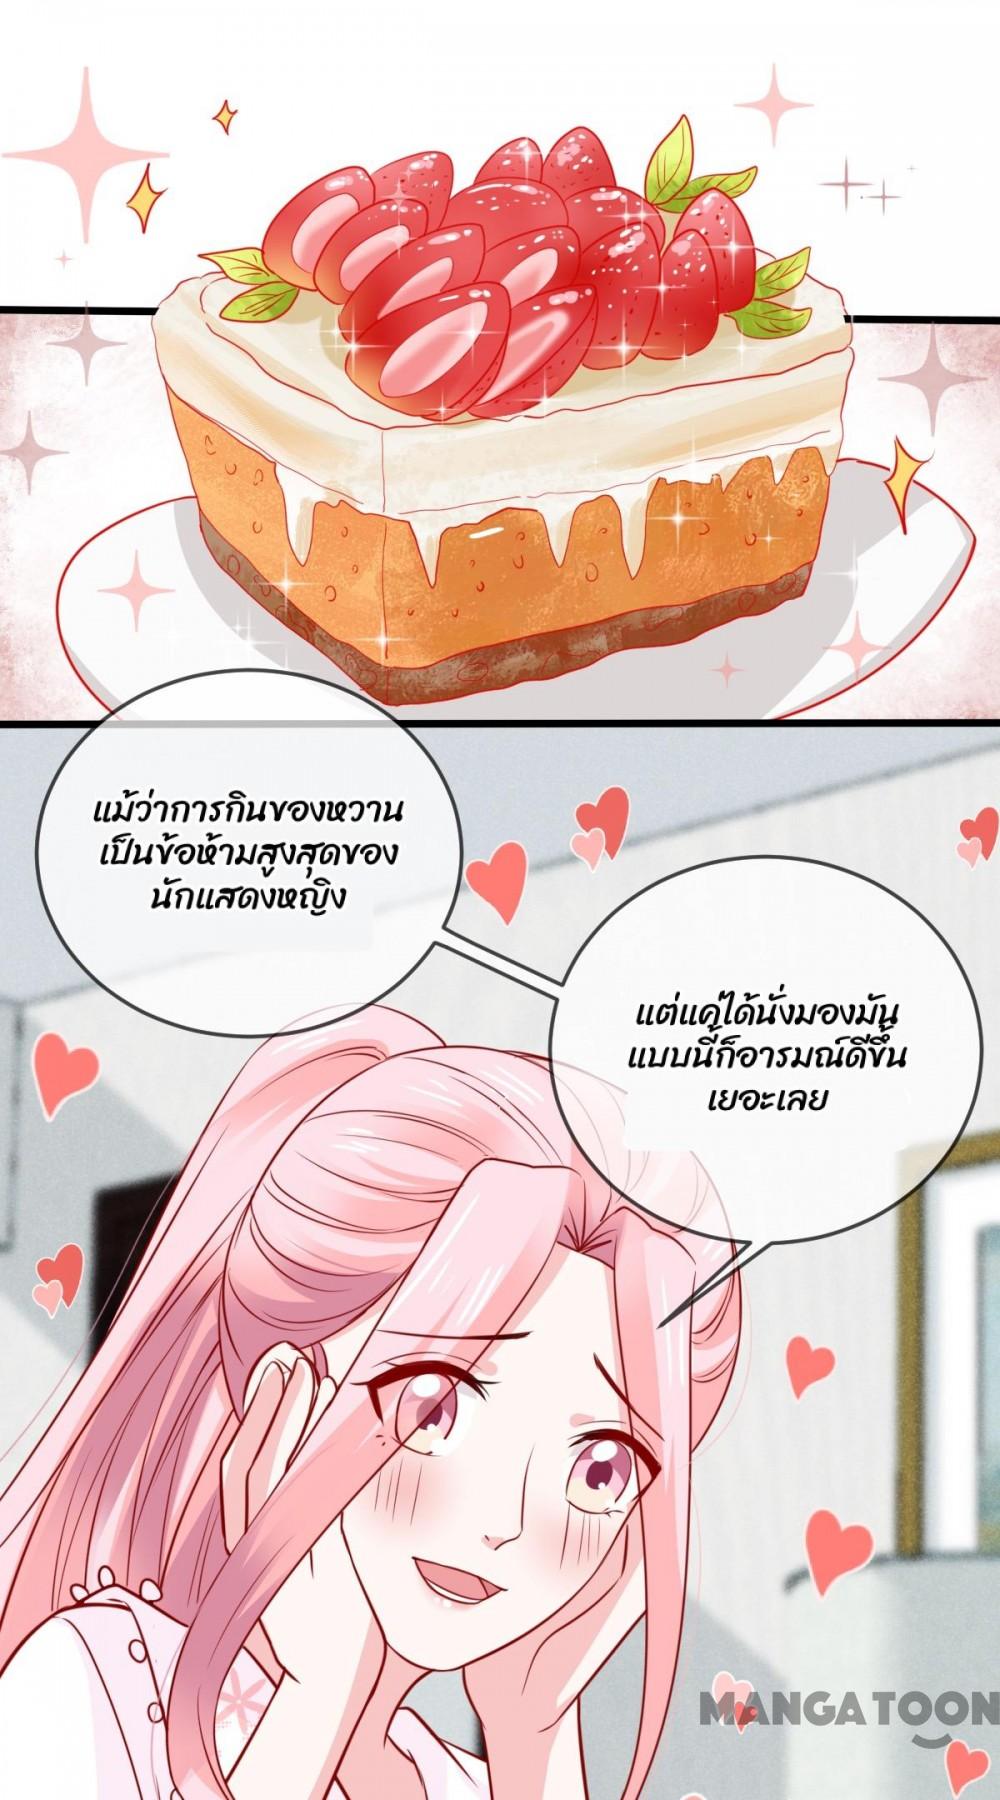 แม้ว่าการกินของหวาน
เป็นข้อห้ามสูงสุดของ
นักแสดงหญิง
แต่แค่ได้นั่งมองมัน
แบบนี้ก็อารมณ์ดีขึ้น
เยอะเลย
MANGATOON